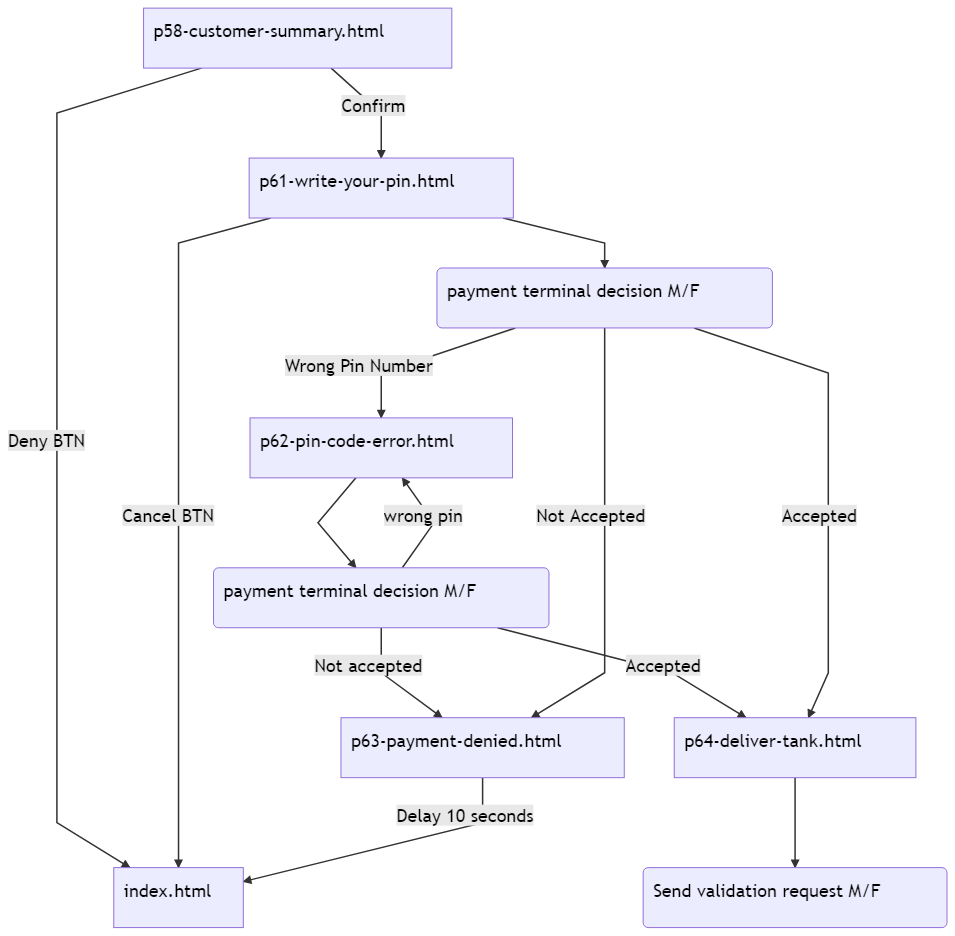 p58-customer-summary.html
Confirm
p61-write-your-pin.html
payment terminal decision M/F
Wrong Pin Number
Deny BTN
p62-pin-code-error.html
Cancel BTN
wrong pin
Not Accepted
Accepted
payment terminal decision M/F
Not accepted
Accepted
p63-payment-denied.html
p64-deliver-tank.html
Delay 10 seconds
index.html
Send validation request M/F